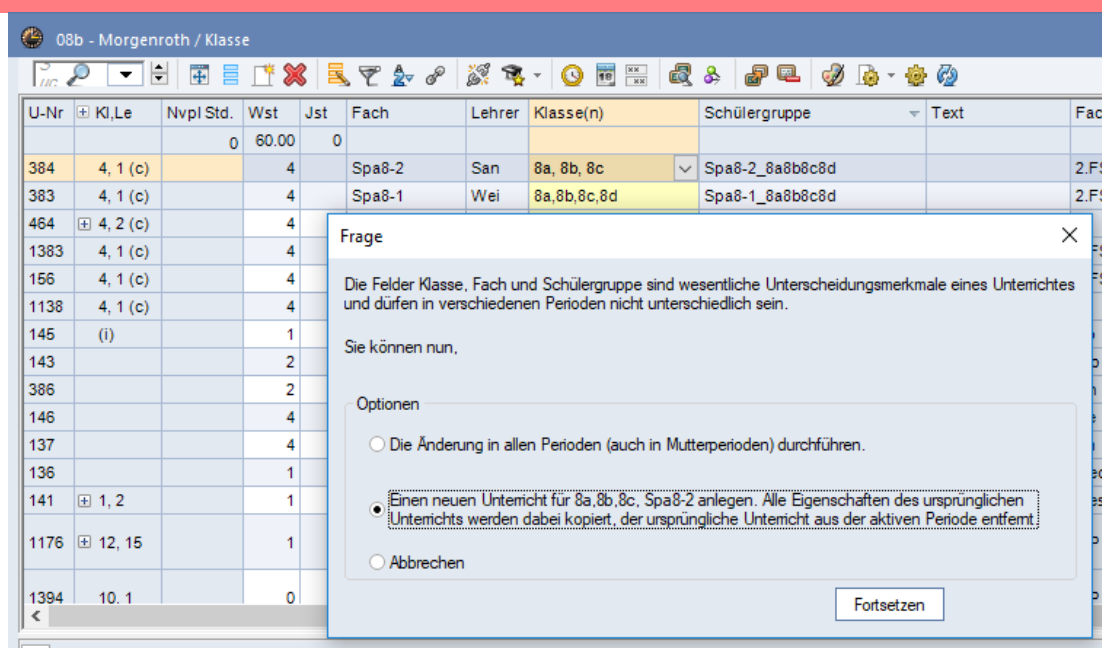 08b - Morgenroth / Klasse
U-Nr Kl,Le Nvpl Std. Wst Jst Fach Lehrer Klasse(n) Schülergruppe Text
0 60.00 0
384 4, 1 (c) 4 Spa8-2 San 8a, 8b, 8c Spa8-2_8a8b8c8d 2.F
383 4, 1 (c) 4 Spa8-1 Wei 8a,8b,8c,8d Spa8-1_8a8b8c8d 2.F
464 4, 2 (c) 4
1383 4, 1 (c) 4
156 4, 1 (c) 4
1138 4, 1 (c) 4
145 (i) 1
143 2
386 2
146 4
137 4
136 1
141 1, 2 1
1176 12, 15 1
1394 10, 1 0
Frage
Die Felder Klasse, Fach und Schülergruppe sind wesentliche Unterscheidungsmerkmale eines Unterrichtes
und dürfen in verschiedenen Perioden nicht unterschiedlich sein.
Sie können nun,
Optionen
Die Änderung in allen Perioden (auch in Mutterperioden) durchführen.
Einen neuen Unterricht für 8a,8b,8c, Spa8-2 anlegen. Alle Eigenschaften des ursprünglichen
Unterrichts werden dabei kopiert, der ursprüngliche Unterricht aus der aktiven Periode entfernt
Abbrechen
Fortsetzen